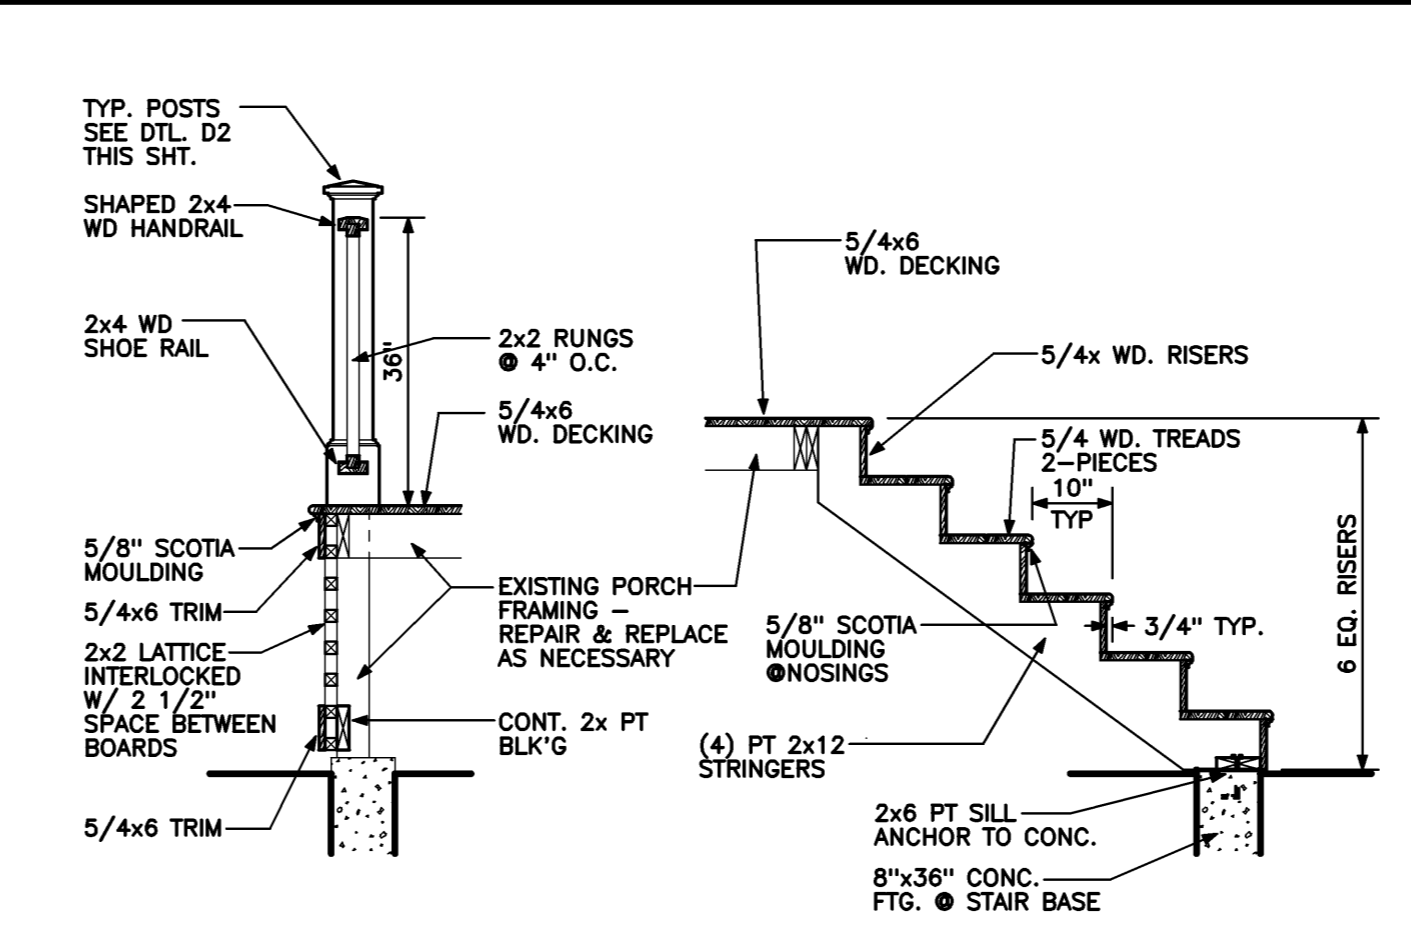 TYP. POSTS
SEE DTL. D2
THIS SHT.
SHAPED 2x4
WD HANDRAIL
2x4 WD
SHOE RAIL
36"
2x2 RUNGS
@ 4" O.C.
5/4x6
WD. DECKING
5/8" SCOTIA
MOULDING
5/4x6 TRIM
2x2 LATTICE
INTERLOCKED
W/ 2 1/2"
SPACE BETWEEN
BOARDS
5/4x6 TRIM
EXISTING PORCH
FRAMING –
REPAIR & REPLACE
AS NECESSARY
CONT. 2x PT
BLK'G
5/4x6
WD. DECKING
5/4x WD. RISERS
5/4 WD. TREADS
2–PIECES
10"
TYP
5/8" SCOTIA
MOULDING
@NOSINGS
3/4" TYP.
6 EQ. RISERS
(4) PT 2x12
STRINGERS
2x6 PT SILL
ANCHOR TO CONC.
8"x36" CONC.
FTG. @ STAIR BASE